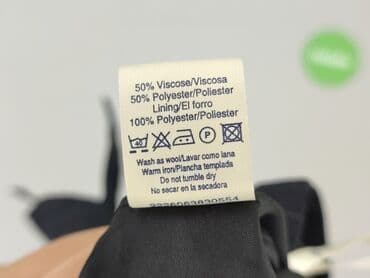 50% Viscose/Viscosa
50% Polyester/Poliester
Lining/El forro
100% Polyester/Poliester
40 P
Wash as wool/Lavar como lana
Warm iron/Plancha templada
Do not tumble dry
No secar en la secadora